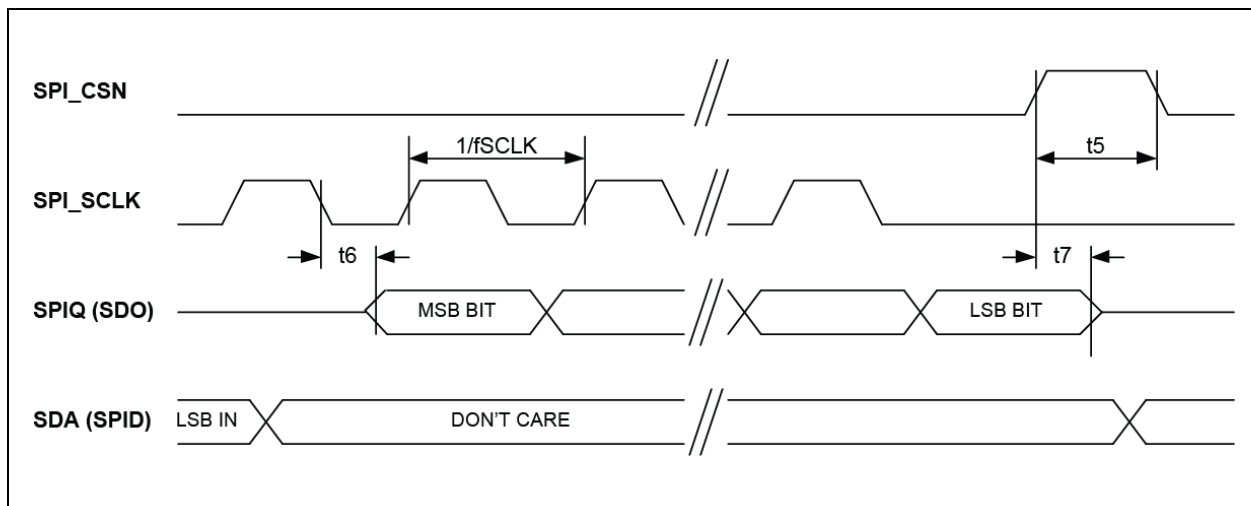 SPI_CSN
1/fSCLK
t5
SPI_SCLK
t6
t7
SPIQ (SDO)
MSB BIT
LSB BIT
SDA (SPID)
LSB IN
DON'T CARE